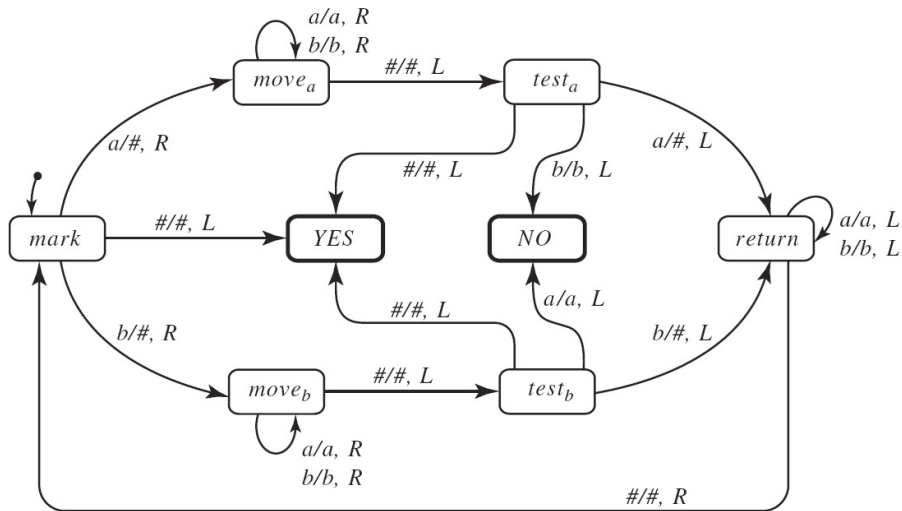 a/a, R
b/b, R
move_a
#/#, L
test_a
a/#, R
#/#, L
b/b, L
a/#, L
mark
#/#, L
YES
NO
return
a/a, L
b/b, L
b/#, R
#/#, L
a/a, L
b/#, L
move_b
#/#, L
test_b
a/a, R
b/b, R
#/#, R